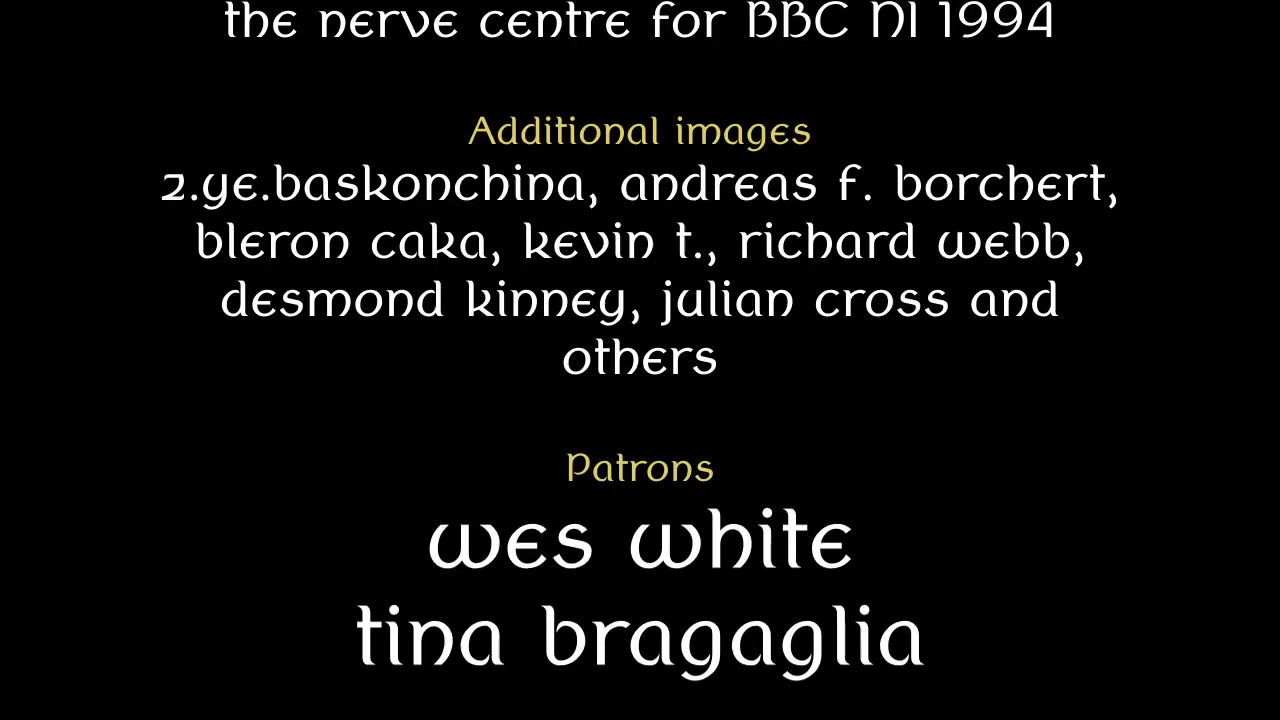 the nerve centre for BBC NI 1994
Additional images
2.ye.baskonchina, andreas f. borchert,
bleron caka, kevin t., richard webb,
desmond kinney, julian cross and
others
Patrons
wes white
tina bragaglia